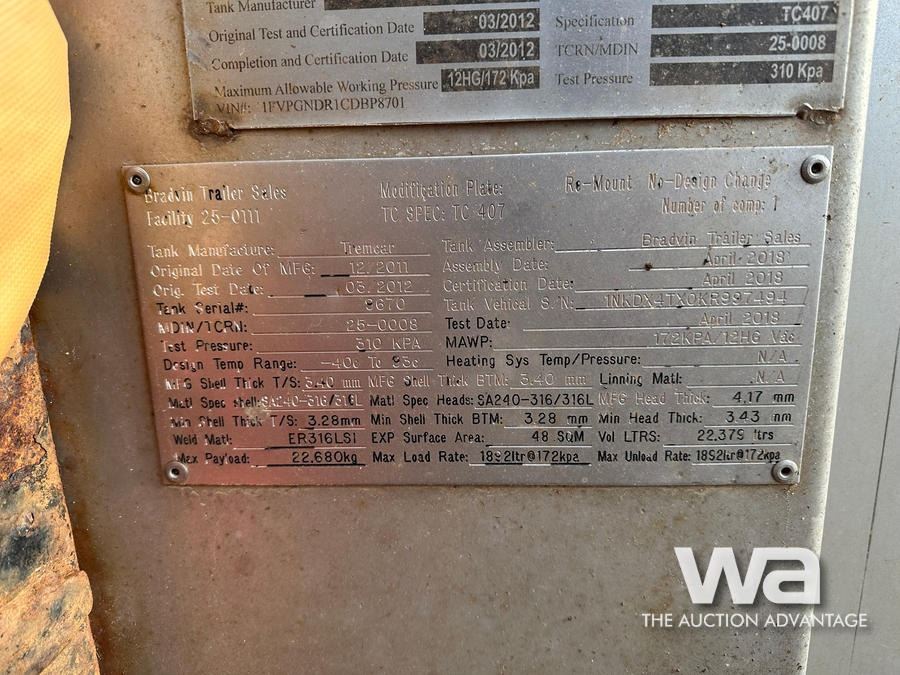 Tank Manufacturer
Original Test and Certification Date 03/2012 Specification TC407
Completion and Certification Date 03/2012 TCRN/MDIN 25-0008
Maximum Allowable Working Pressure 12HG/172 Kpa Test Pressure 310 Kpa
VIN#: 1FVPGNDR1CDBP8701
Bradvin Trailer Sales Modification Plate: Re-Mount No-Design Change
Facility 25-0111 TC SPEC: TC 407 Number of comp: 1
Tank Manufacture: Tremcar Tank Assembler: Bradvin Trailer Sales
Original Date Of MFG: 12/2011 Assembly Date: April 2018
Orig. Test Date: 03/2012 Certification Date: April 2018
Tank Serial#: 9670 Tank Vehical S/N: 1NKDX4TX0KR997494
MDIN/TCRN: 25-0008 Test Date: April 2018
Test Pressure: 310 KPA MAWP: 172KPA/12HG Vac
Design Temp Range: -40c To 93c Heating Sys Temp/Pressure: N/A
MFG Shell Thick T/S: 3.40 mm MFG Shell Thick BTM: 3.40 mm Linning Matl: N/A
Matl Spec shell: SA240-316/316L Matl Spec Heads: SA240-316/316L MFG Head Thick: 4.17 mm
Min Shell Thick T/S: 3.28mm Min Shell Thick BTM: 3.28 mm Min Head Thick: 3.43 mm
Weld Matl: ER316LSI EXP Surface Area: 48 SQM Vol LTRS: 22,379 ltrs
Max Payload: 22,680kg Max Load Rate: 1892ltr@172kpa Max Unload Rate: 1892ltr@172kpa
wa
THE AUCTION ADVANTAGE